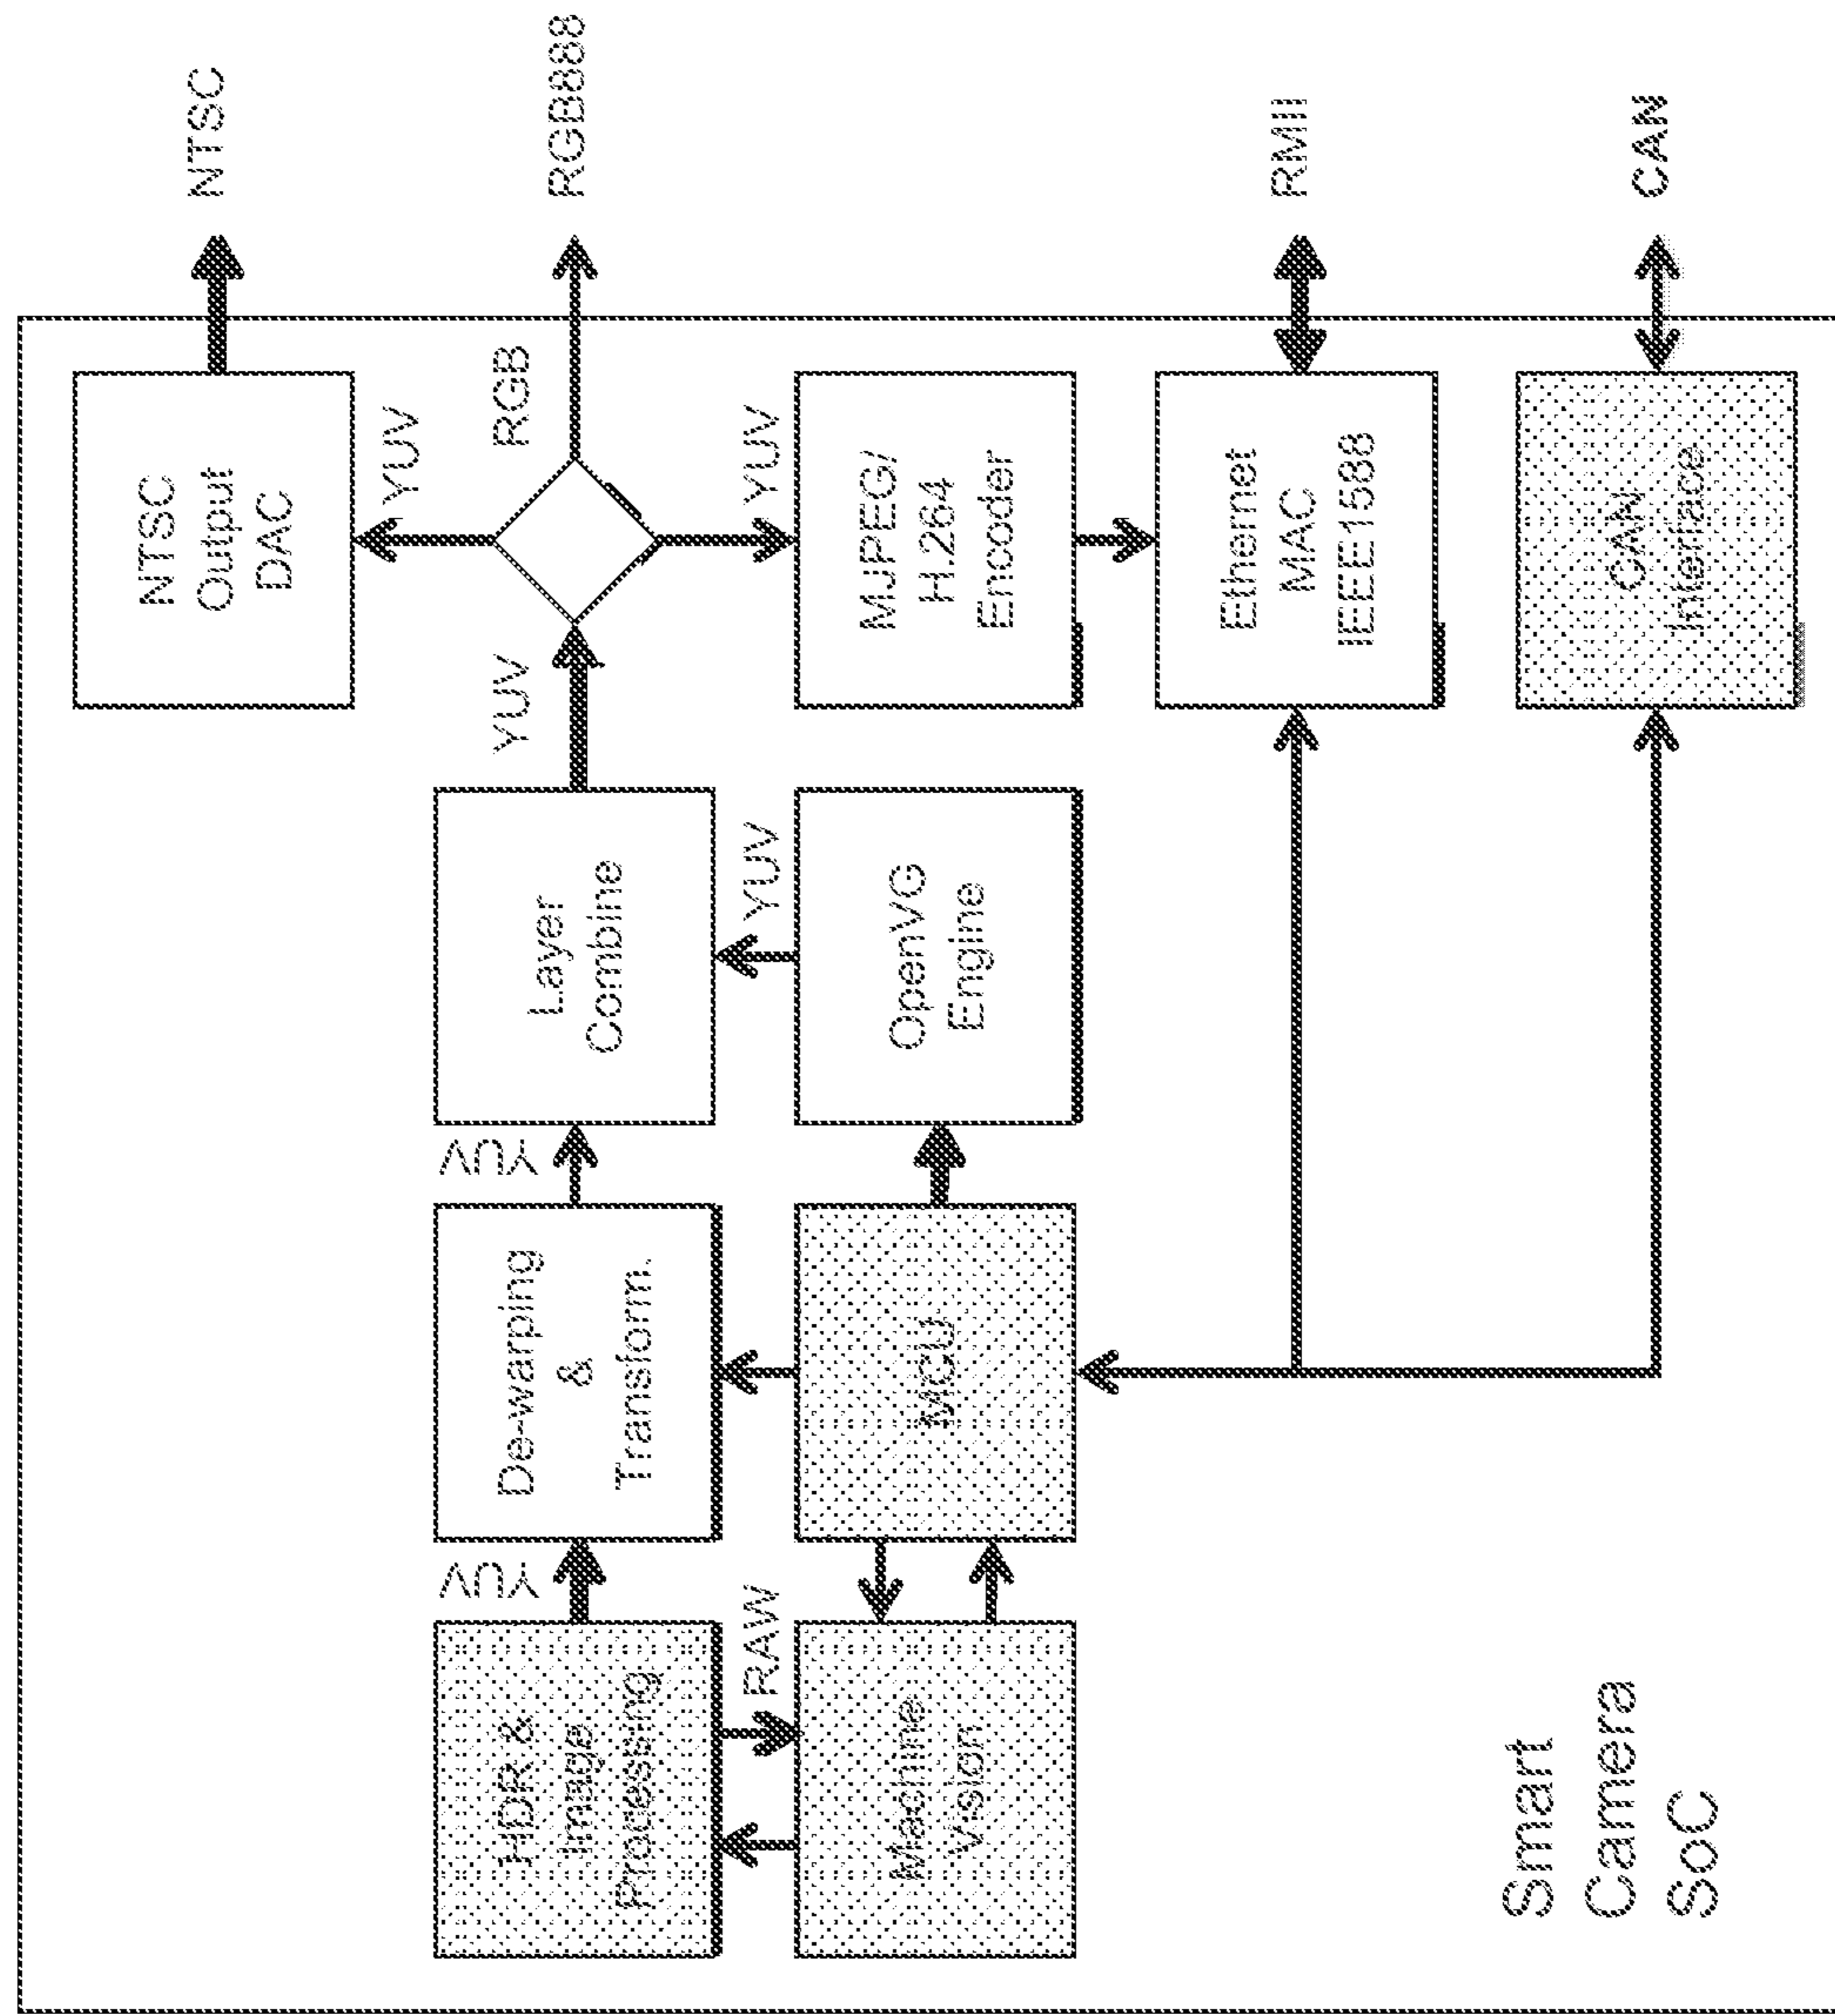 HDR &
Image
Processing
YUV
De-warping
&
Transform.
YUV
Layer
Combine
YUV
RGB
RGB888
YUV
NTSC
Output
DAC
NTSC
RAW
Machine
Vision
MCU
OpenVG
Engine
YUV
YUV
MJPEG/
H.264
Encoder
Ethernet
MAC
IEEE1588
RMII
CAN
Interface
CAN
Smart
Camera
SoC